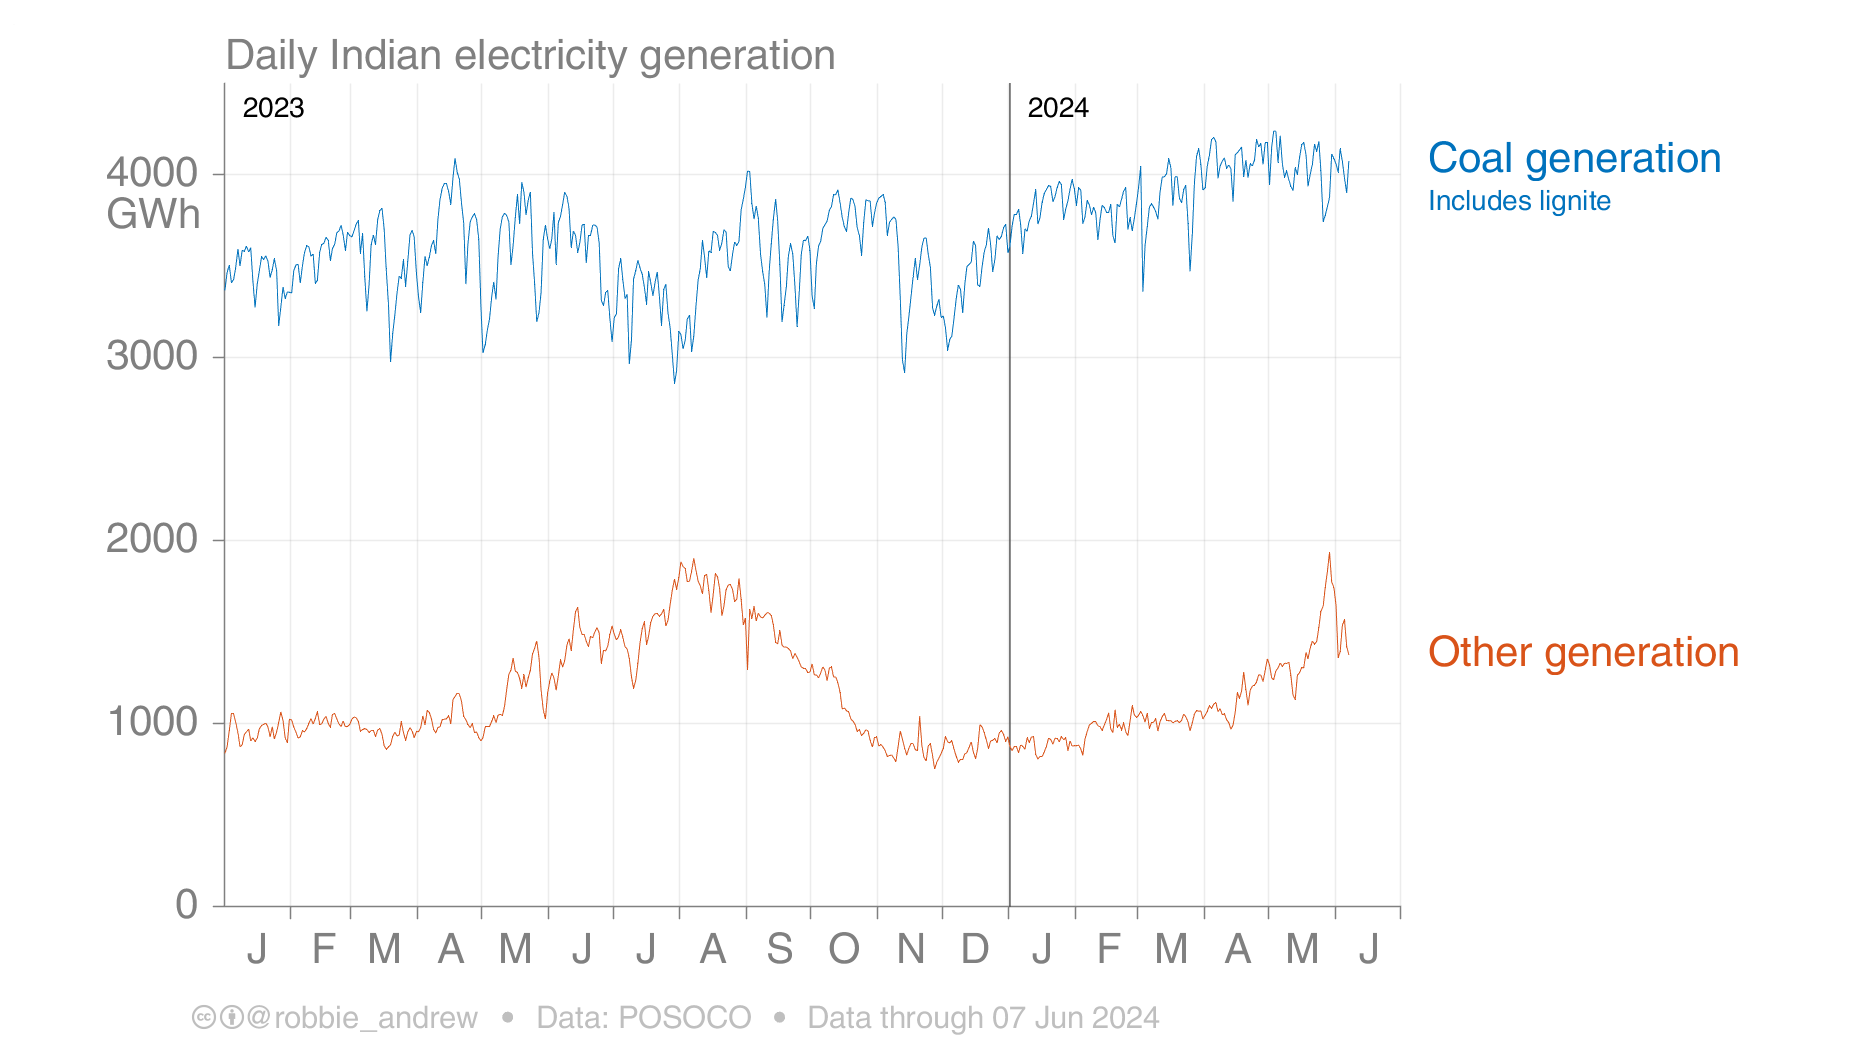 Daily Indian electricity generation
2023
2024
4000
GWh
3000
2000
1000
0
Coal generation
Includes lignite
Other generation
J F M A M J J A S O N D J F M A M J
cc @robbie_andrew • Data: POSOCO • Data through 07 Jun 2024